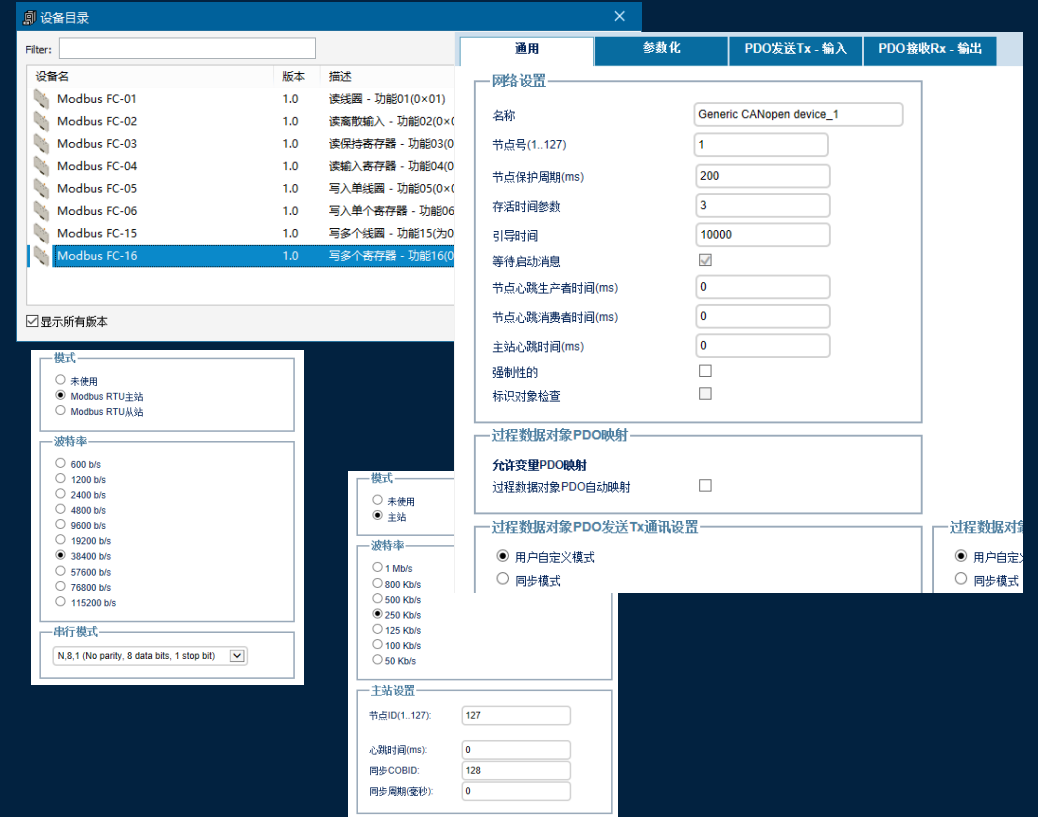 设备目录
Filter:
设备名 版本 描述
Modbus FC-01 1.0 读线圈 - 功能01(0×01)
Modbus FC-02 1.0 读离散输入 - 功能02(0×0
Modbus FC-03 1.0 读保持寄存器 - 功能03(0
Modbus FC-04 1.0 读输入寄存器 - 功能04(0
Modbus FC-05 1.0 写入单线圈 - 功能05(0×0
Modbus FC-06 1.0 写入单个寄存器 - 功能06
Modbus FC-15 1.0 写多个线圈 - 功能15(为0
Modbus FC-16 1.0 写多个寄存器 - 功能16(0
显示所有版本
通用 参数化 PDO发送Tx - 输入 PDO接收Rx - 输出
网络设置
名称 Generic CANopen device_1
节点号(1..127) 1
节点保护周期(ms) 200
存活时间参数 3
引导时间 10000
等待启动消息
节点心跳生产者时间(ms) 0
节点心跳消费者时间(ms) 0
主站心跳时间(ms) 0
强制性的
标识对象检查
过程数据对象PDO映射
允许变量PDO映射
过程数据对象PDO自动映射
过程数据对象PDO发送Tx通讯设置
用户自定义模式
同步模式
过程数据对象
用户自定义
同步模式
模式
未使用
Modbus RTU主站
Modbus RTU从站
波特率
600 b/s
1200 b/s
2400 b/s
4800 b/s
9600 b/s
19200 b/s
38400 b/s
57600 b/s
76800 b/s
115200 b/s
串行模式
N,8,1 (No parity, 8 data bits, 1 stop bit)
模式
未使用
主站
波特率
1 Mb/s
800 Kb/s
500 Kb/s
250 Kb/s
125 Kb/s
100 Kb/s
50 Kb/s
主站设置
节点ID(1..127): 127
心跳时间(ms): 0
同步COBID: 128
同步周期(毫秒): 0